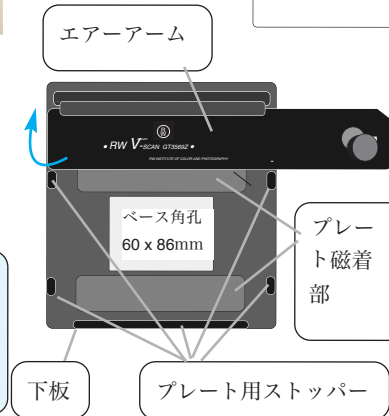 エアーアーム
• RW V-SCAN GT3569Z •
RW INSTITUTE OF COLOR AND PHOTOGRAPHY
ベース角孔
60 x 86mm
プレー
ト磁着
部
下板
プレート用ストッパー